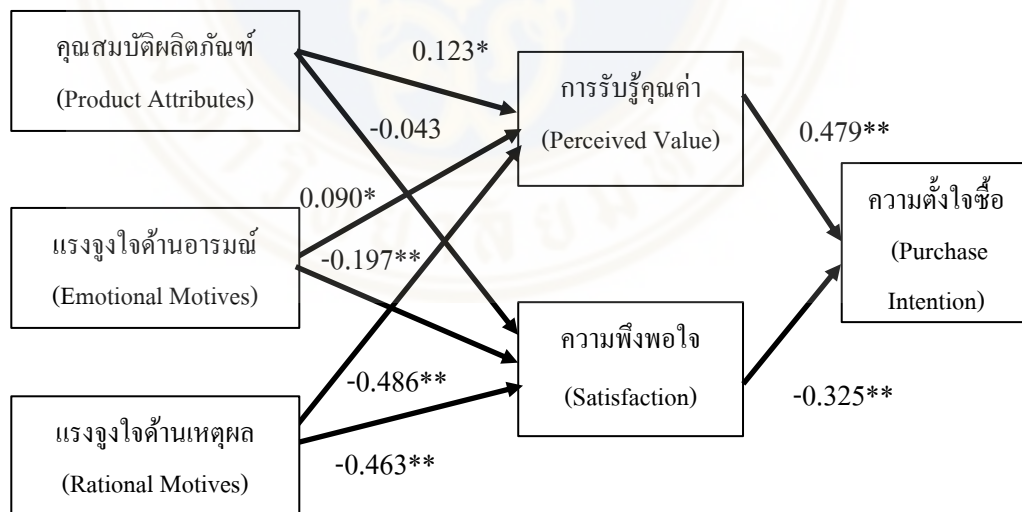 คุณสมบัติผลิตภัณฑ์
(Product Attributes)
0.123*
การรับรู้คุณค่า
(Perceived Value)
-0.043
0.479**
ความตั้งใจซื้อ
(Purchase
Intention)
0.090*
แรงจูงใจด้านอารมณ์
(Emotional Motives)
-0.197**
ความพึงพอใจ
(Satisfaction)
-0.486**
-0.325**
แรงจูงใจด้านเหตุผล
(Rational Motives)
-0.463**